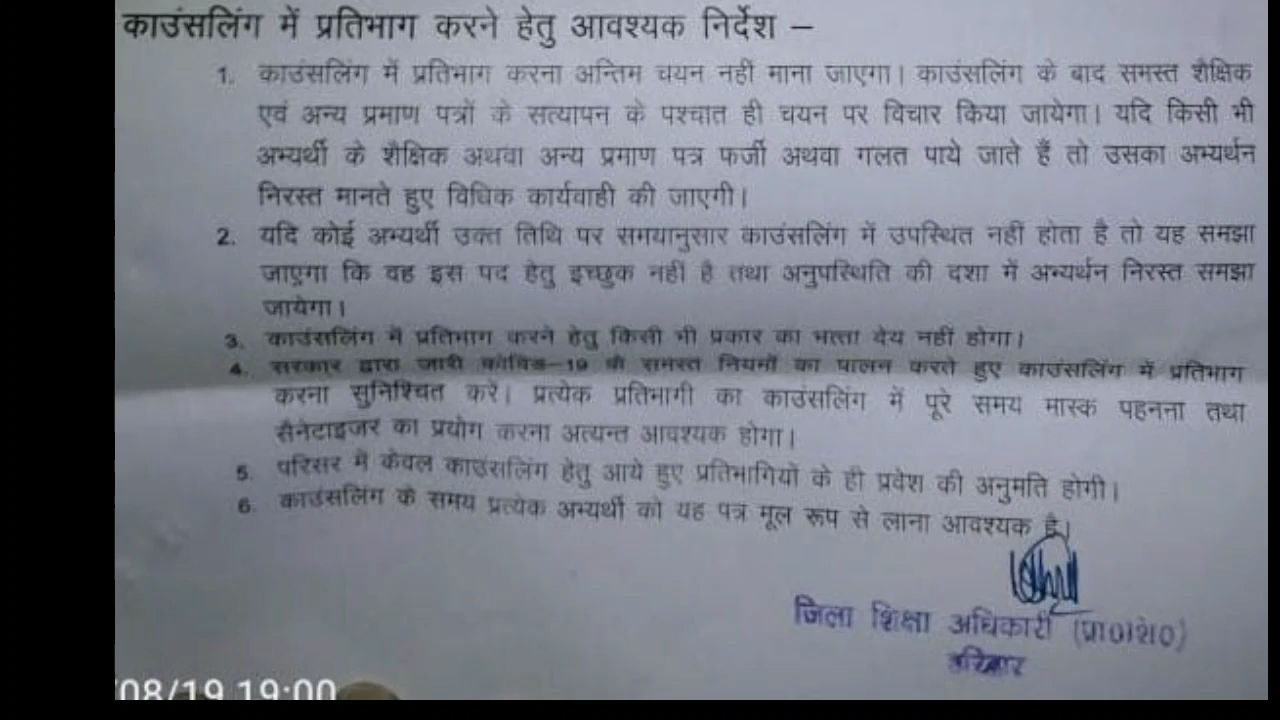 काउंसलिंग में प्रतिभाग करने हेतु आवश्यक निर्देश –
1. काउंसलिंग में प्रतिभाग करना अन्तिम चयन नहीं माना जाएगा। काउंसलिंग के बाद समस्त शैक्षिक
एवं अन्य प्रमाण पत्रों के सत्यापन के पश्चात ही चयन पर विचार किया जायेगा। यदि किसी भी
अभ्यर्थी के शैक्षिक अथवा अन्य प्रमाण पत्र फर्जी अथवा गलत पाये जाते हैं तो उसका अभ्यर्थन
निरस्त मानते हुए विधिक कार्यवाही की जाएगी।
2. यदि कोई अभ्यर्थी उक्त तिथि पर समयानुसार काउंसलिंग में उपस्थित नहीं होता है तो यह समझा
जाएगा कि वह इस पद हेतु इच्छुक नहीं है तथा अनुपस्थिति की दशा में अभ्यर्थन निरस्त समझा
जायेगा।
3. काउंसलिंग में प्रतिभाग करने हेतु किसी भी प्रकार का भत्ता देय नहीं होगा।
4. सरकार द्वारा जारी कोविड–19 के समस्त नियमों का पालन करते हुए काउंसलिंग में प्रतिभाग
करना सुनिश्चित करें। प्रत्येक प्रतिभागी का काउंसलिंग में पूरे समय मास्क पहनना तथा
सैनेटाइजर का प्रयोग करना अत्यन्त आवश्यक होगा।
5. परिसर में केवल काउंसलिंग हेतु आये हुए प्रतिभागियों के ही प्रवेश की अनुमति होगी।
6. काउंसलिंग के समय प्रत्येक अभ्यर्थी को यह पत्र मूल रूप से लाना आवश्यक है।
जिला शिक्षा अधिकारी (प्रा०शि०)
हरिद्वार
/08/19 19:00